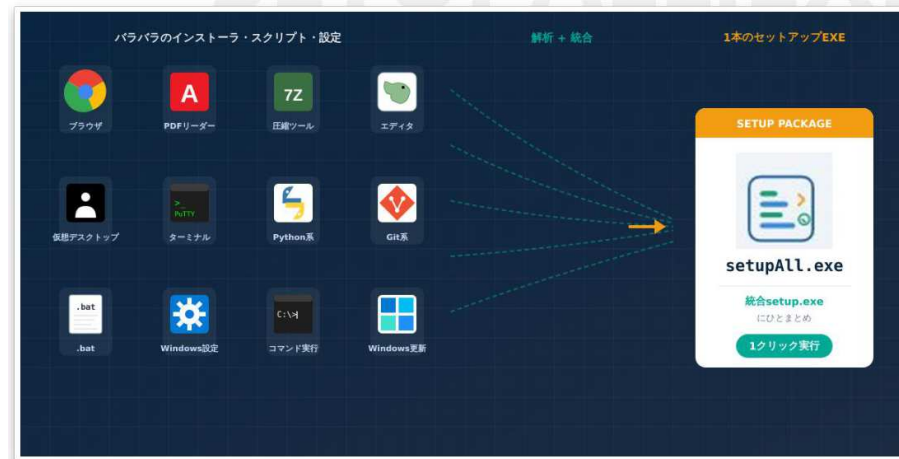 バラバラのインストーラ・スクリプト・設定
解析 + 統合
1本のセットアップEXE
A
7Z
ブラウザ
PDFリーダー
圧縮ツール
エディタ
SETUP PACKAGE
>_
PuTTY
仮想デスクトップ
ターミナル
Python系
Git系
setupAll.exe
統合setup.exe
にひとまとめ
1クリック実行
.bat
C:\>
.bat
Windows設定
コマンド実行
Windows更新